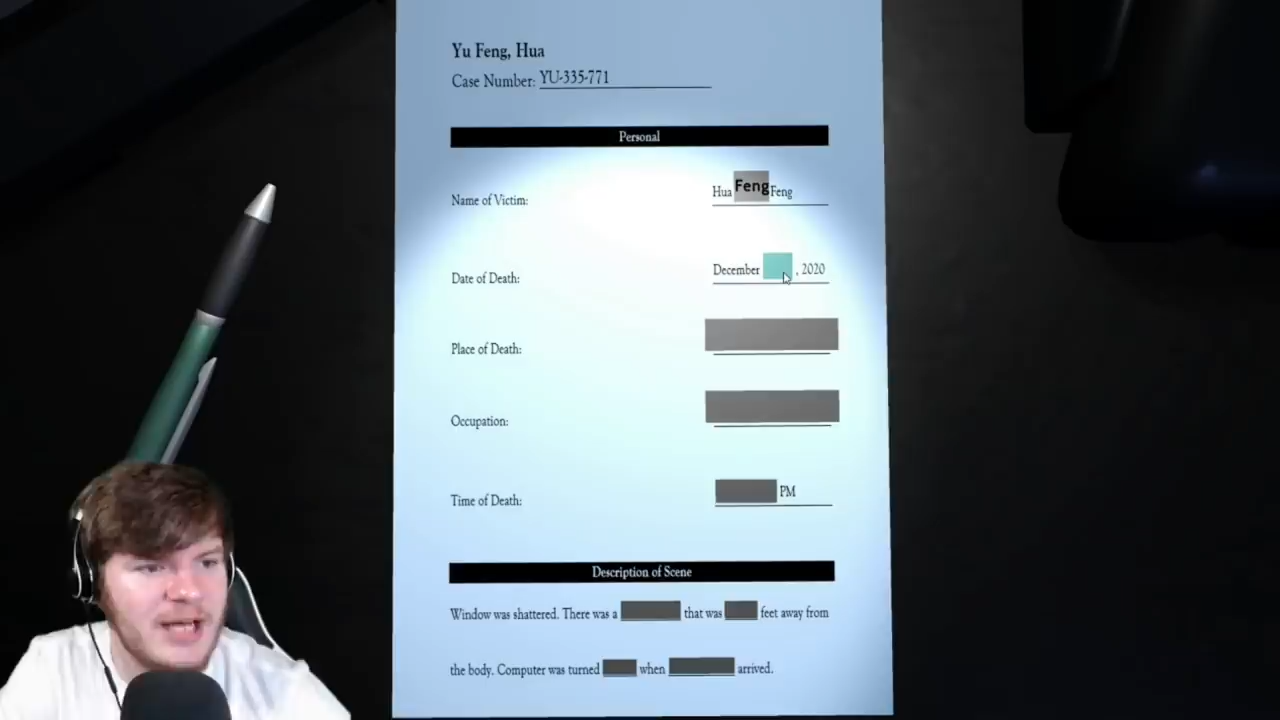 Yu Feng, Hua
Case Number: YU-335-771
Personal
Name of Victim: Hua Feng Feng
Date of Death: December , 2020
Place of Death:
Occupation:
Time of Death: PM
Description of Scene
Window was shattered. There was a that was feet away from
the body. Computer was turned when arrived.